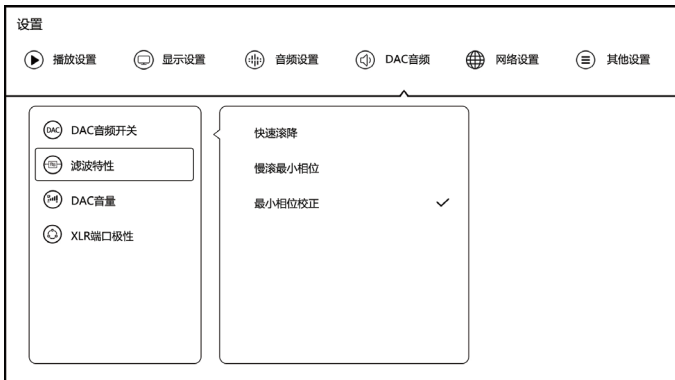 设置
播放设置 显示设置 音频设置 DAC音频 网络设置 其他设置
DAC DAC音频开关
滤波特性
DAC音量
XLR端口极性
快速滚降
慢滚最小相位
最小相位校正